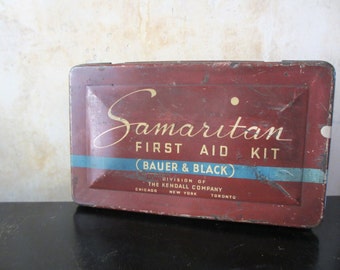 Samaritan
FIRST AID KIT
(BAUER & BLACK)
DIVISION OF
THE KENDALL COMPANY
CHICAGO NEW YORK TORONTO